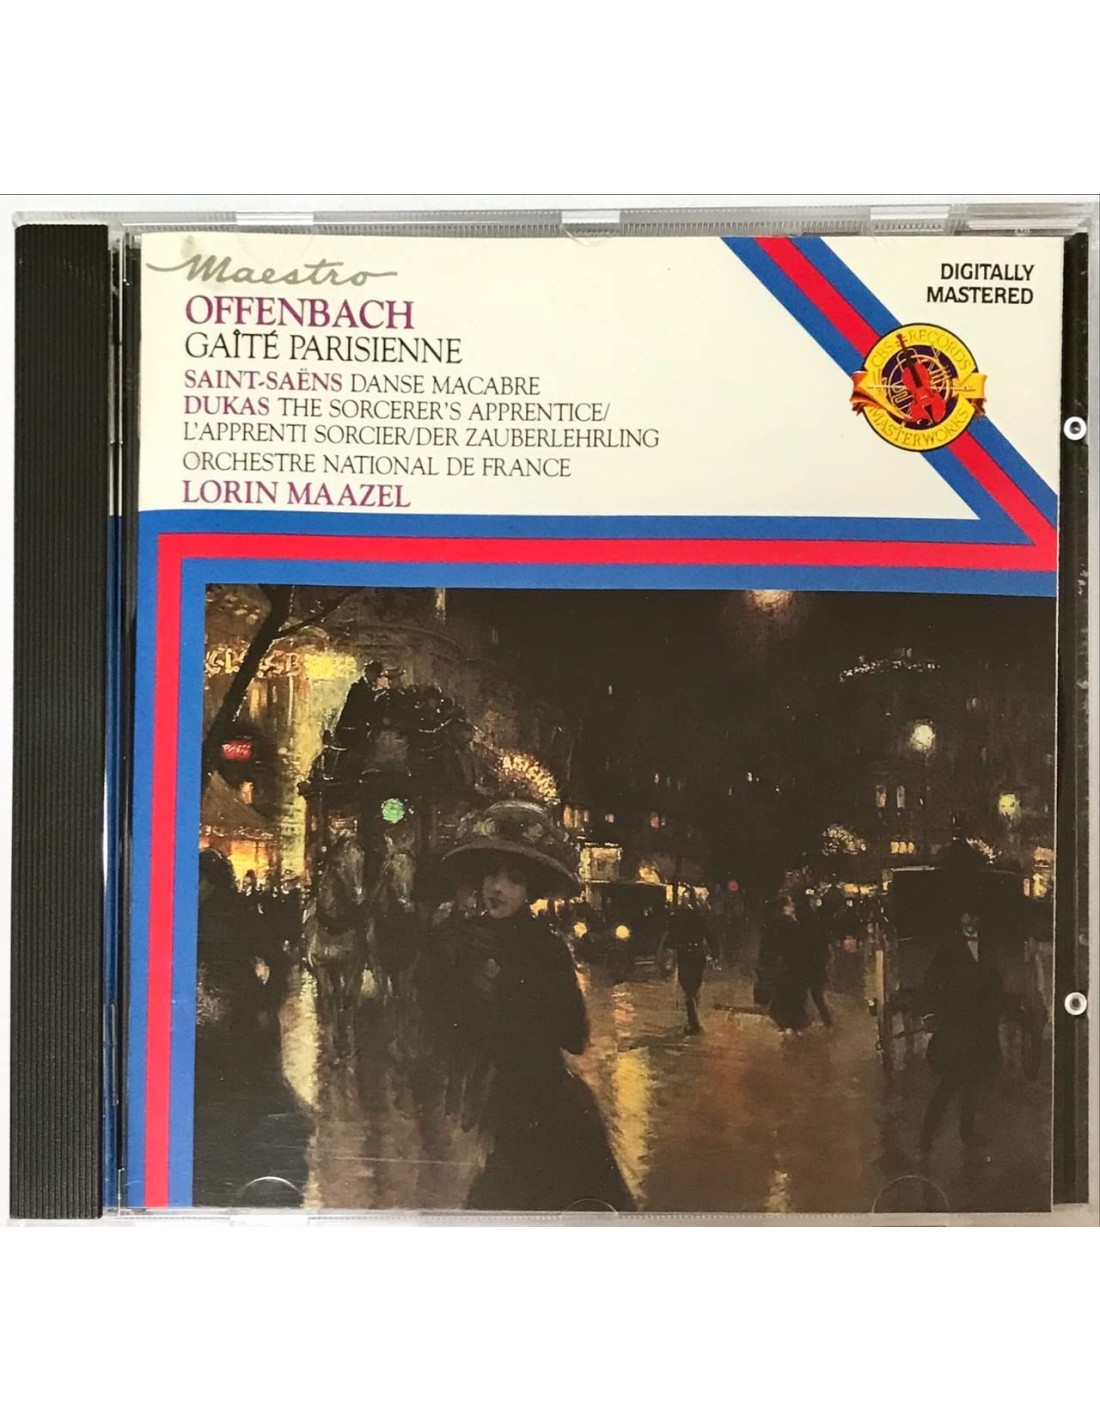 Maestro
OFFENBACH
GAÎTÉ PARISIENNE
SAINT-SAËNS DANSE MACABRE
DUKAS THE SORCERER'S APPRENTICE/
L'APPRENTI SORCIER/DER ZAUBERLEHRLING
ORCHESTRE NATIONAL DE FRANCE
LORIN MAAZEL
DIGITALLY
MASTERED
CBS RECORDS
MASTERWORKS